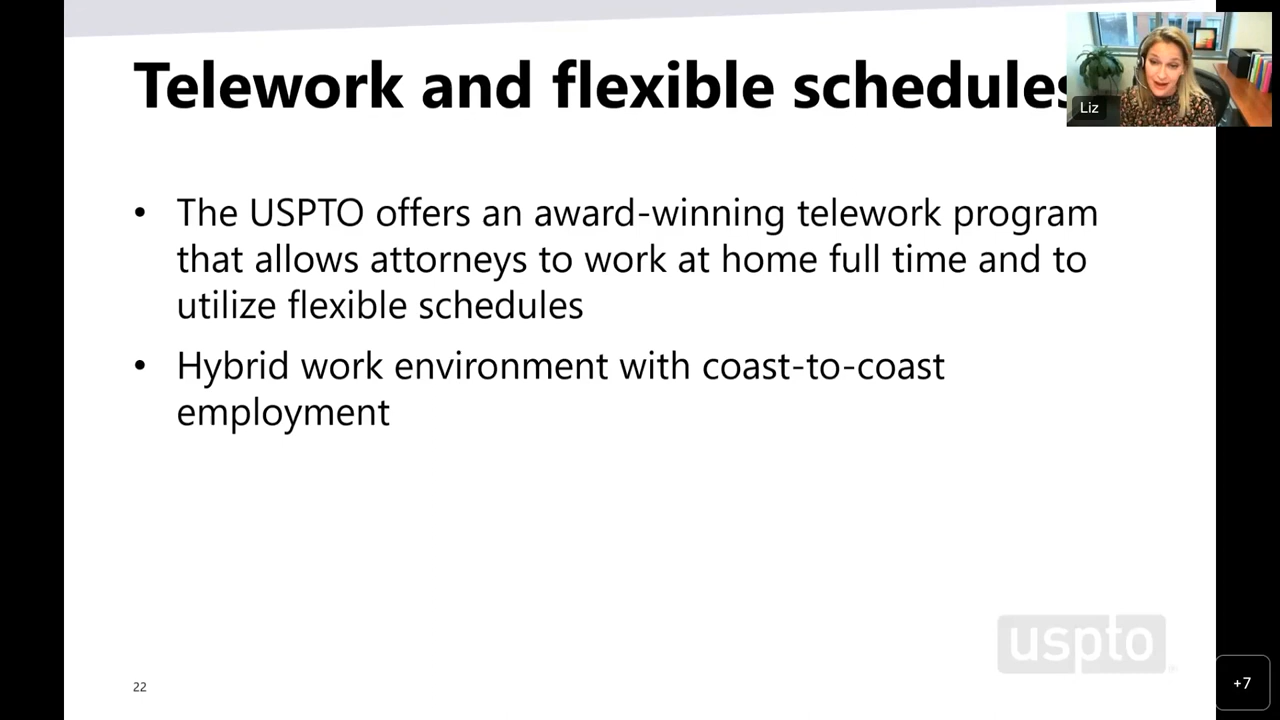 Telework and flexible schedules
Liz
• The USPTO offers an award-winning telework program
that allows attorneys to work at home full time and to
utilize flexible schedules
• Hybrid work environment with coast-to-coast
employment
uspto
22
+7